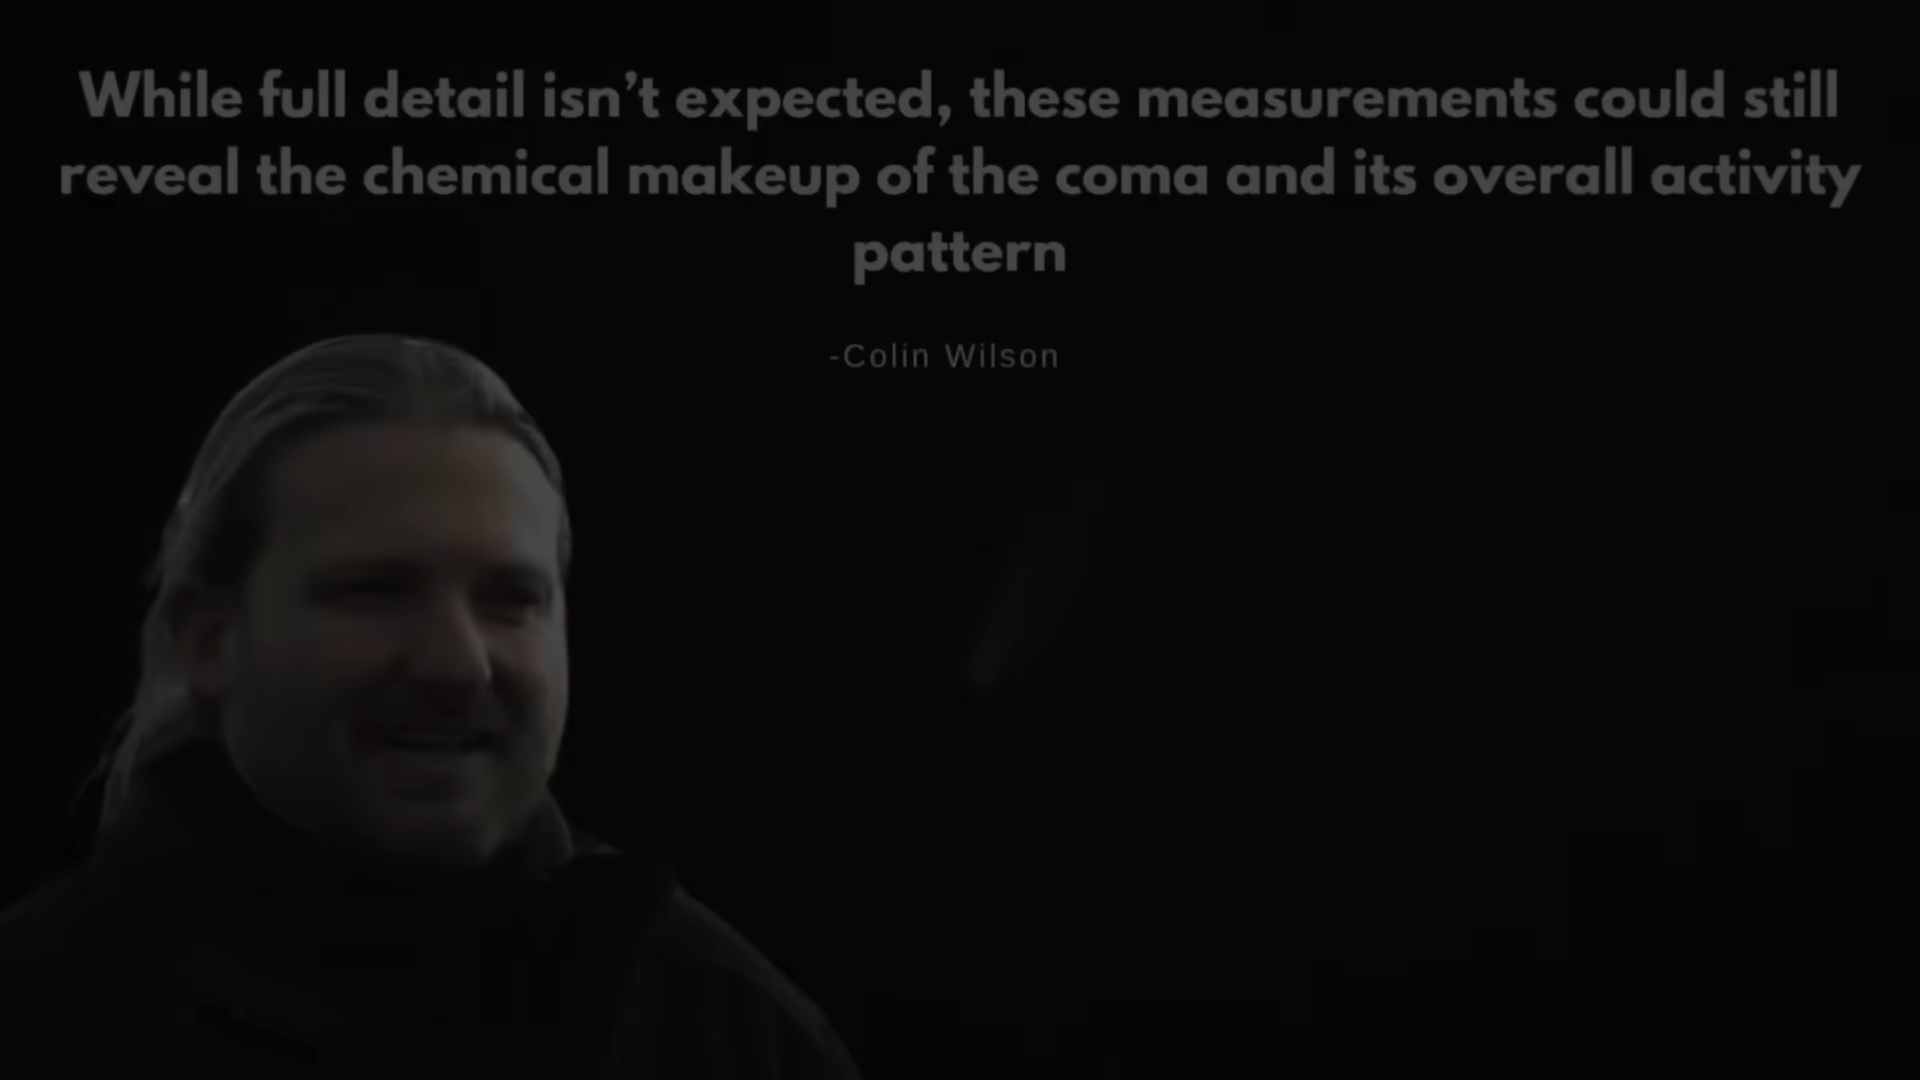 While full detail isn’t expected, these measurements could still
reveal the chemical makeup of the coma and its overall activity
pattern
-Colin Wilson